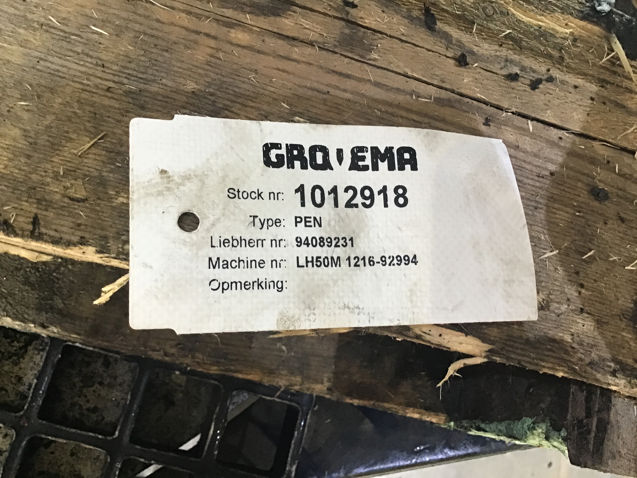 GROVEMA
Stock nr: 1012918
Type: PEN
Liebherr nr: 94089231
Machine nr: LH50M 1216-92994
Opmerking: